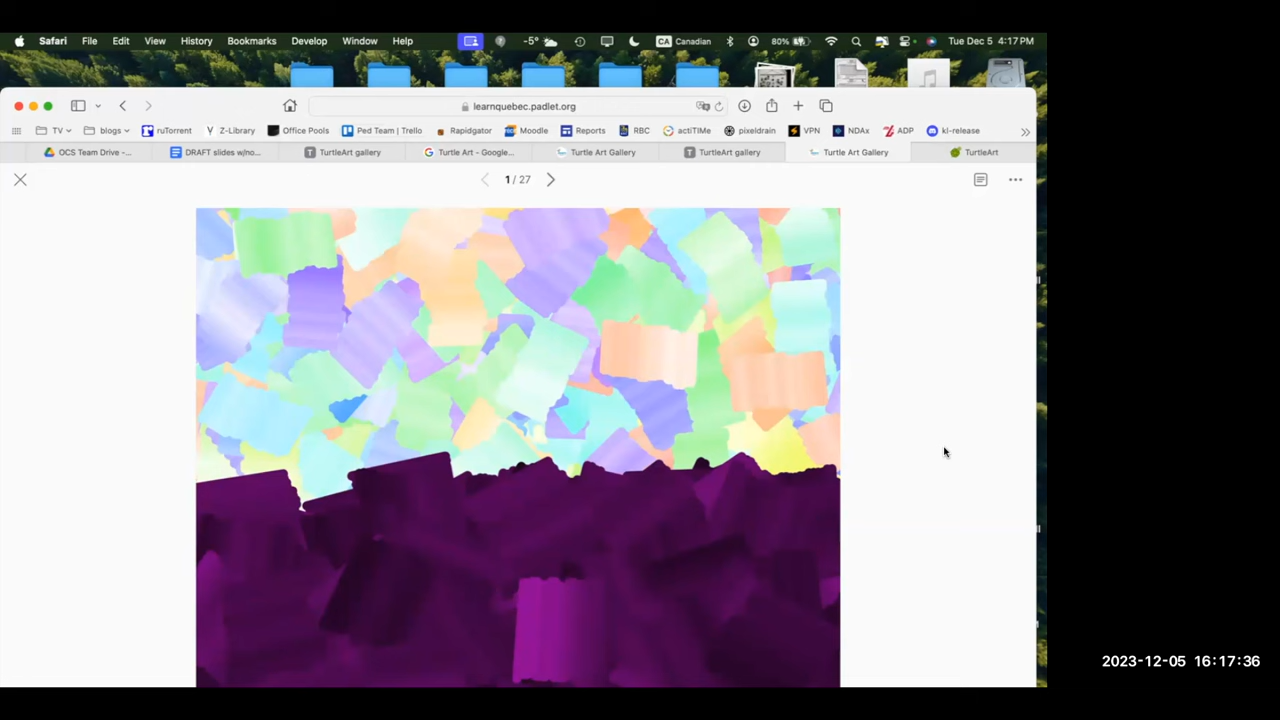 Safari File Edit View History Bookmarks Develop Window Help -5° CA Canadian 80% Tue Dec 5 4:17 PM
learnquebec.padlet.org
TV blogs ruTorrent Z-Library Office Pools Ped Team | Trello Rapidgator Moodle Reports RBC actiTIMe pixeldrain VPN NDAx ADP kl-release
OCS Team Drive -... DRAFT slides w/no... TurtleArt gallery Turtle Art - Google... Turtle Art Gallery TurtleArt gallery Turtle Art Gallery TurtleArt
1 / 27
2023-12-05 16:17:36